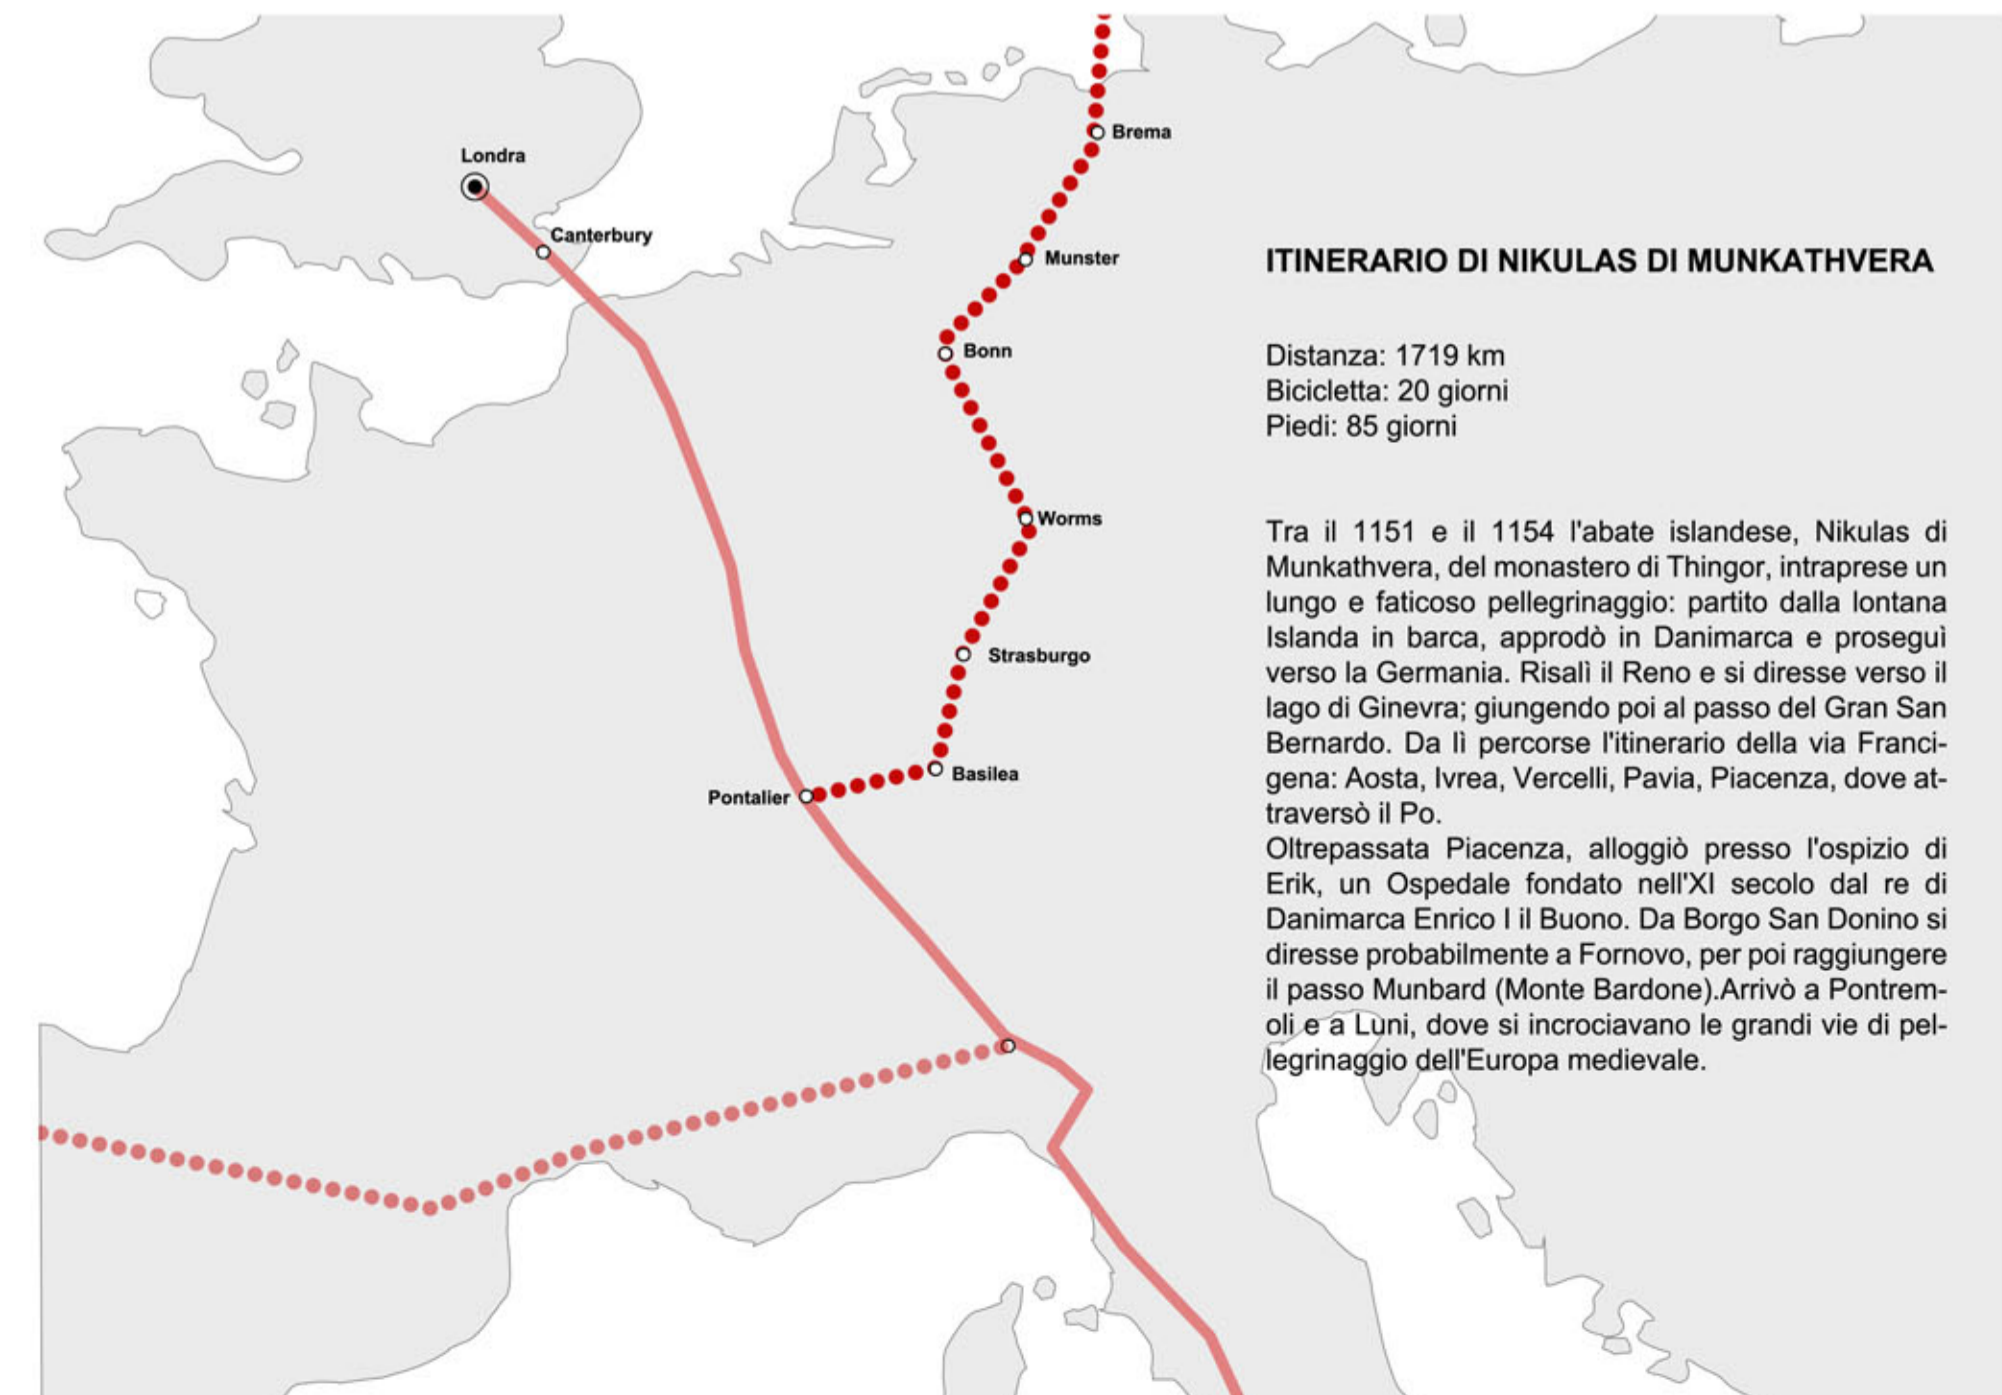 Londra
Canterbury
Brema
Munster
Bonn
Worms
Strasburgo
Basilea
Pontalier
ITINERARIO DI NIKULAS DI MUNKATHVERA
Distanza: 1719 km
Bicicletta: 20 giorni
Piedi: 85 giorni
Tra il 1151 e il 1154 l'abate islandese, Nikulas di
Munkathvera, del monastero di Thingor, intraprese un
lungo e faticoso pellegrinaggio: partito dalla lontana
Islanda in barca, approdò in Danimarca e proseguì
verso la Germania. Risalì il Reno e si diresse verso il
lago di Ginevra; giungendo poi al passo del Gran San
Bernardo. Da lì percorse l'itinerario della via Franci-
gena: Aosta, Ivrea, Vercelli, Pavia, Piacenza, dove at-
traversò il Po.
Oltrepassata Piacenza, alloggiò presso l'ospizio di
Erik, un Ospedale fondato nell'XI secolo dal re di
Danimarca Enrico I il Buono. Da Borgo San Donino si
diresse probabilmente a Fornovo, per poi raggiungere
il passo Munbard (Monte Bardone).Arrivò a Pontrem-
oli e a Luni, dove si incrociavano le grandi vie di pel-
legrinaggio dell'Europa medievale.